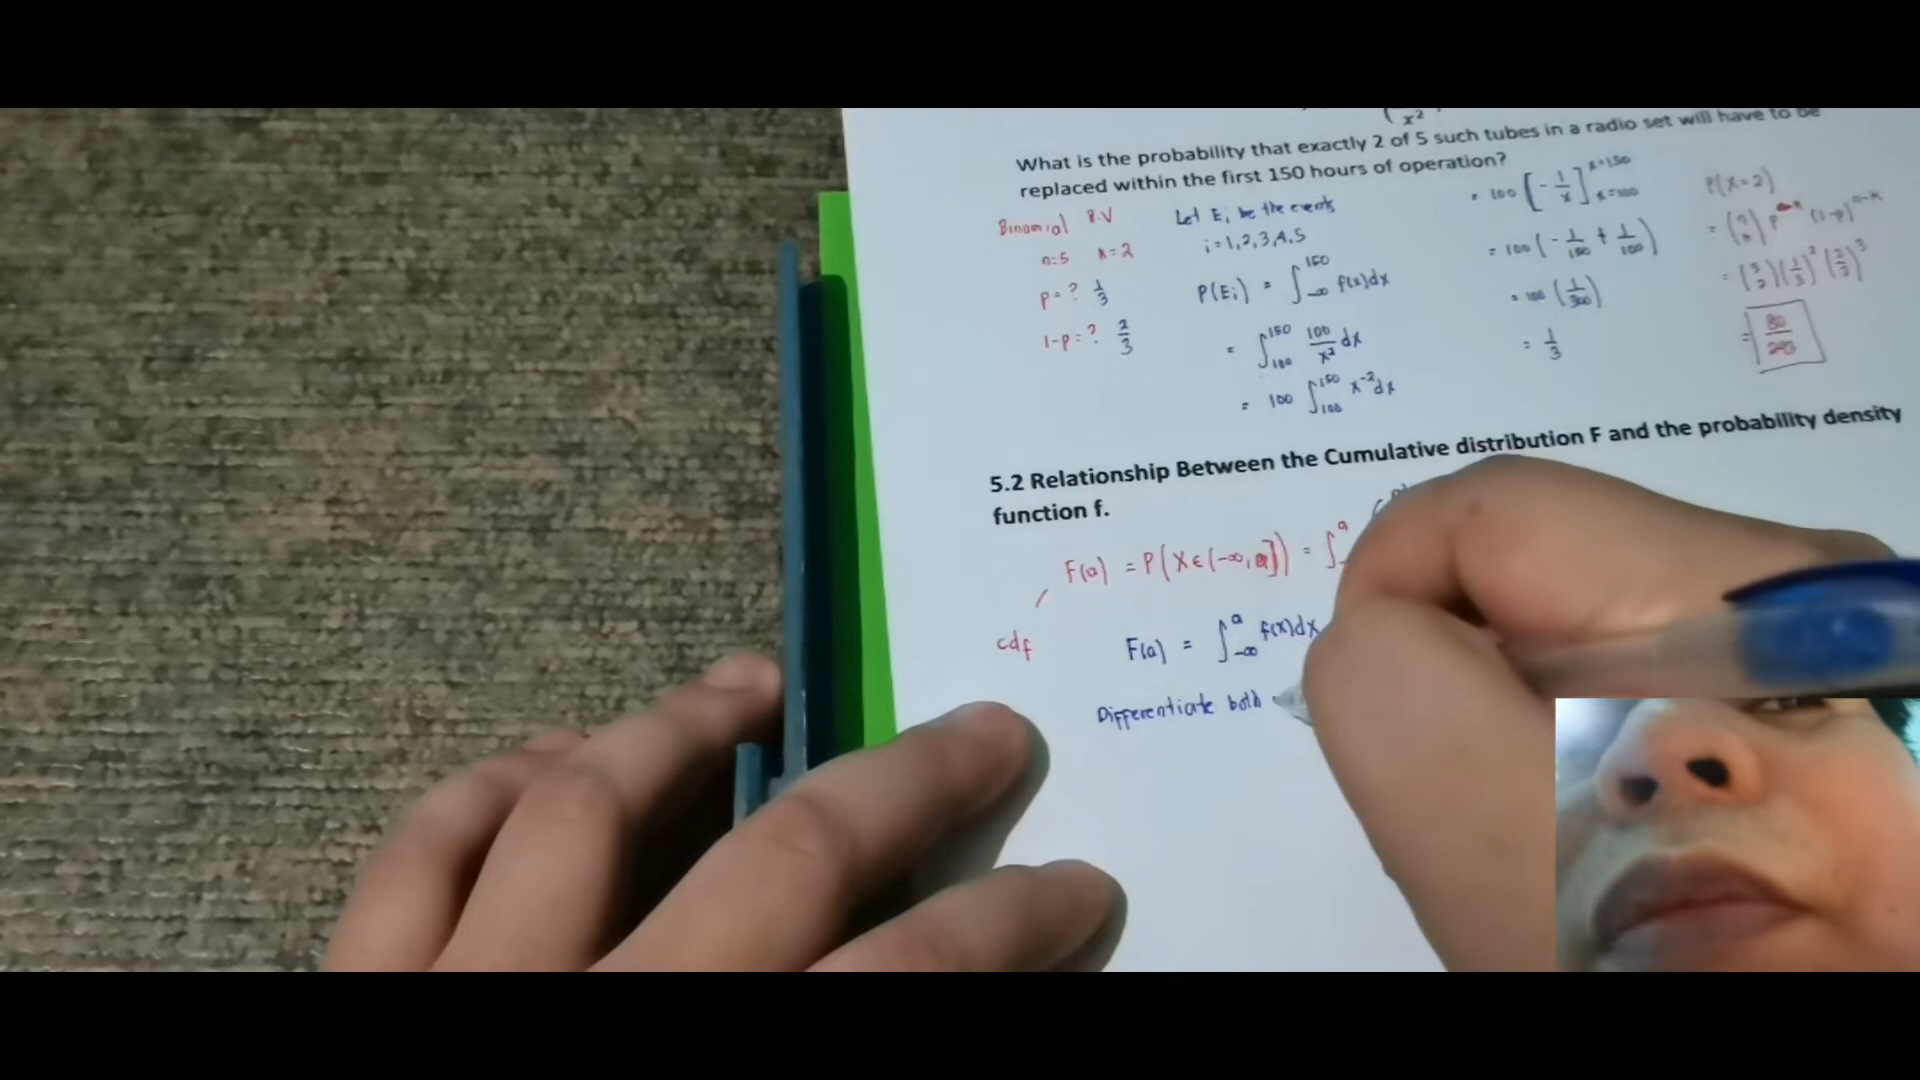 x²
What is the probability that exactly 2 of 5 such tubes in a radio set will have to be
replaced within the first 150 hours of operation?
Binomial R.V
n=5 k=2
p=? 1/3
1-p=? 2/3
Let Ei be the events
i=1,2,3,4,5
P(Ei) = ∫_{-∞}^{150} f(x)dx
= ∫_{100}^{150} 100/x² dx
= 100 ∫_{100}^{150} x^{-2}dx
= 100 [-1/x]_{x=100}^{x=150}
= 100 (-1/150 + 1/100)
= 100 (1/300)
= 1/3
P(X=2)
= (5 2)(1/3)² (2/3)³
= 80/243
5.2 Relationship Between the Cumulative distribution F and the probability density
function f.
F(a) = P(X∈(-∞,a]) = ∫^a
cdf
F(a) = ∫_{-∞}^{a} f(x)dx
Differentiate both